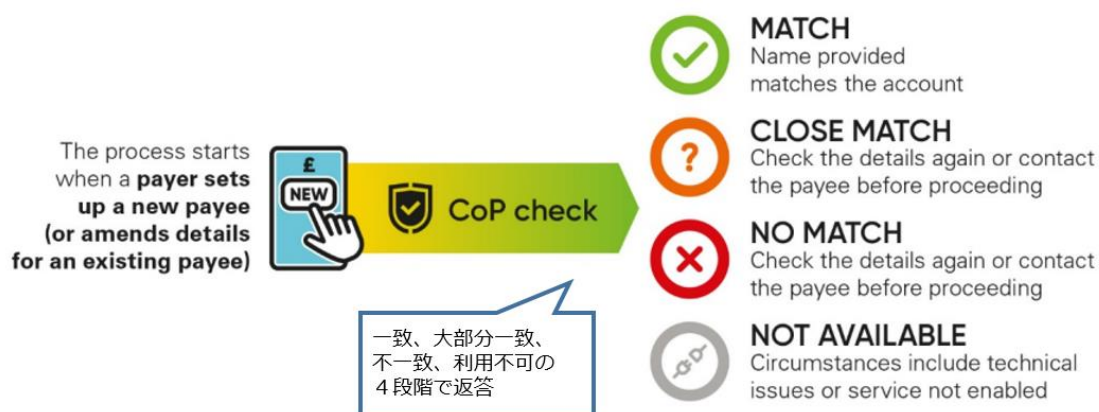 The process starts
when a payer sets
up a new payee
(or amends details
for an existing payee)
£
NEW
CoP check
一致、大部分一致、
不一致、利用不可の
４段階で返答
MATCH
Name provided
matches the account
?
CLOSE MATCH
Check the details again or contact
the payee before proceeding
NO MATCH
Check the details again or contact
the payee before proceeding
NOT AVAILABLE
Circumstances include technical
issues or service not enabled